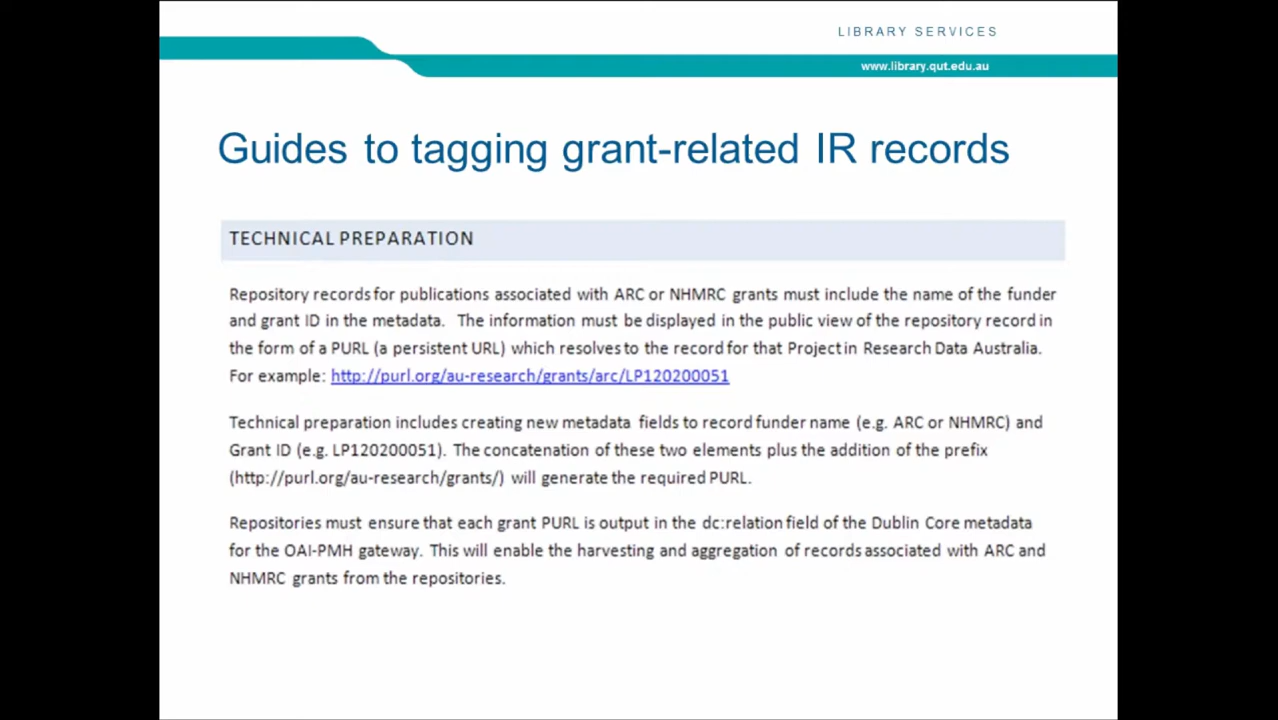 LIBRARY SERVICES
www.library.qut.edu.au
Guides to tagging grant-related IR records
TECHNICAL PREPARATION
Repository records for publications associated with ARC or NHMRC grants must include the name of the funder
and grant ID in the metadata. The information must be displayed in the public view of the repository record in
the form of a PURL (a persistent URL) which resolves to the record for that Project in Research Data Australia.
For example: http://purl.org/au-research/grants/arc/LP120200051
Technical preparation includes creating new metadata fields to record funder name (e.g. ARC or NHMRC) and
Grant ID (e.g. LP120200051). The concatenation of these two elements plus the addition of the prefix
(http://purl.org/au-research/grants/) will generate the required PURL.
Repositories must ensure that each grant PURL is output in the dc:relation field of the Dublin Core metadata
for the OAI-PMH gateway. This will enable the harvesting and aggregation of records associated with ARC and
NHMRC grants from the repositories.